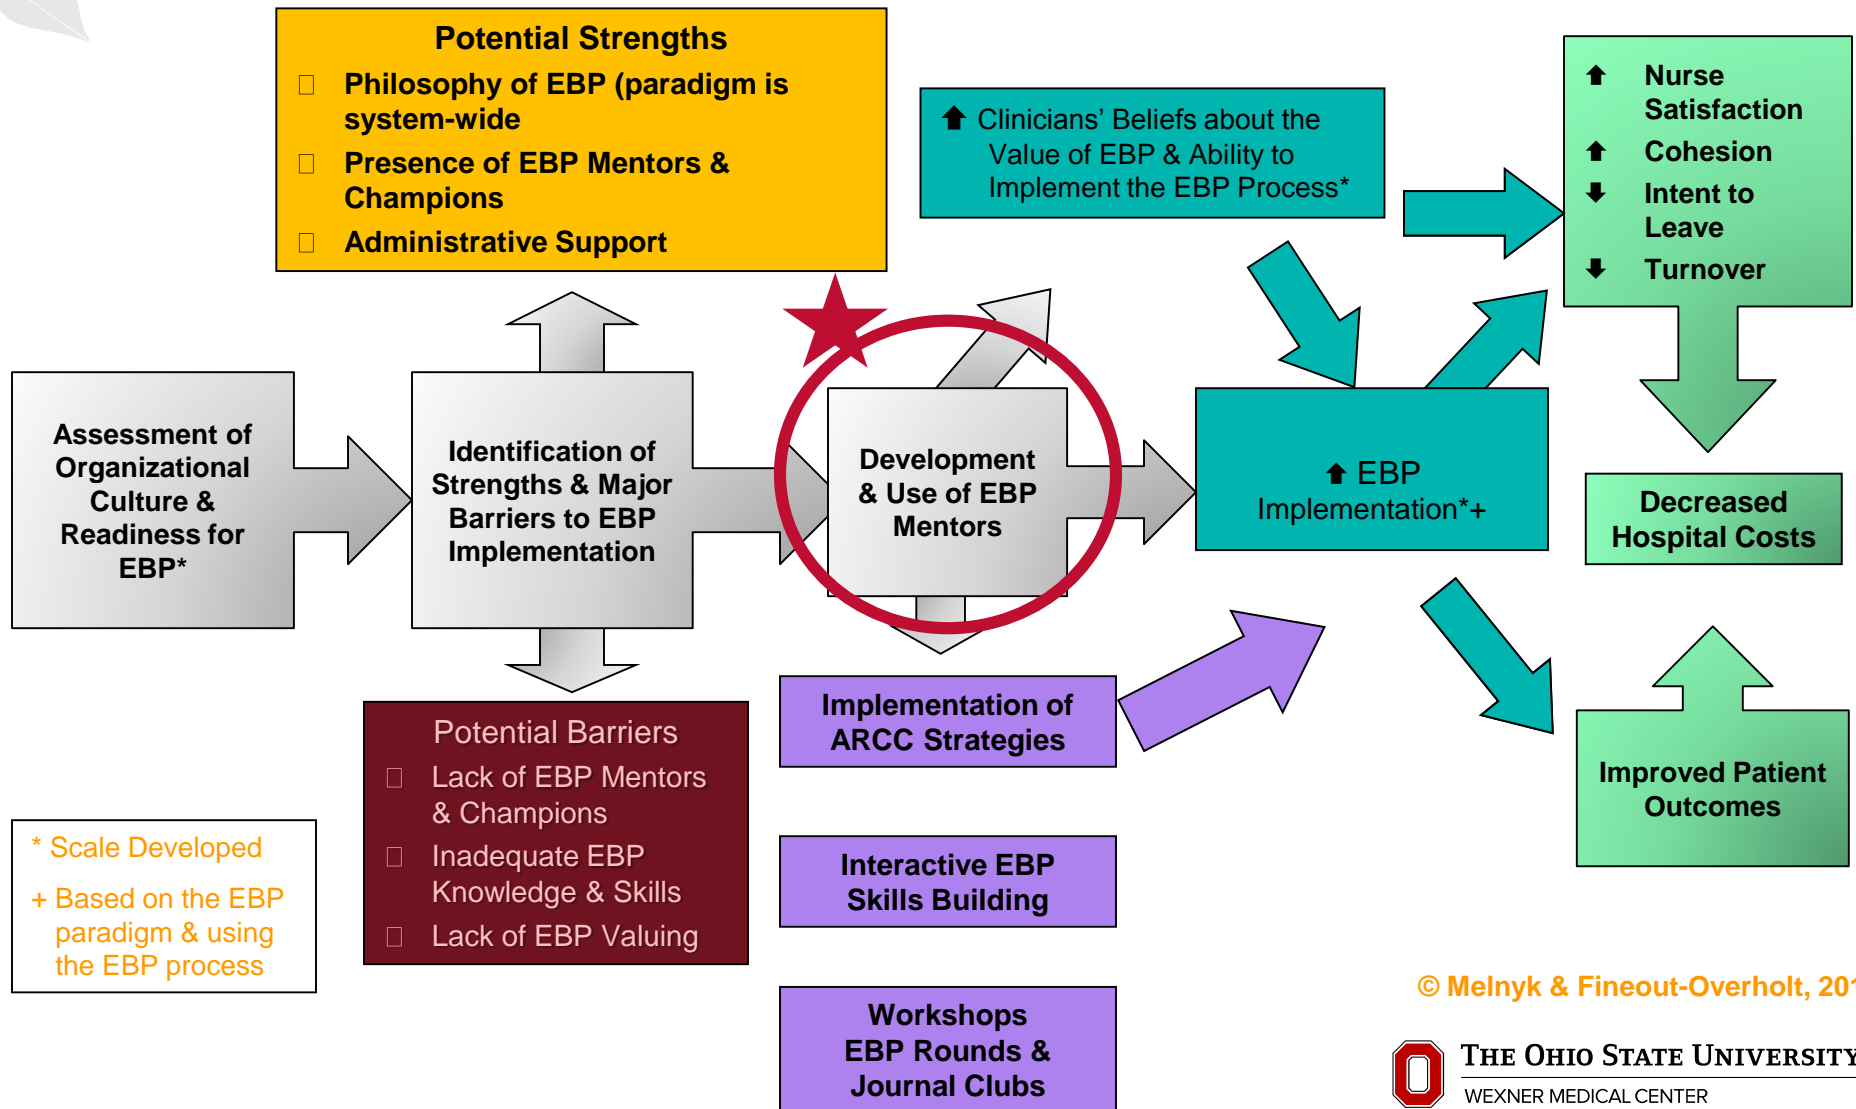 Potential Strengths
Philosophy of EBP (paradigm is
system-wide
Presence of EBP Mentors &
Champions
Administrative Support
Clinicians' Beliefs about the
Value of EBP & Ability to
Implement the EBP Process*
Nurse
Satisfaction
Cohesion
Intent to
Leave
Turnover
Assessment of
Organizational
Culture &
Readiness for
EBP*
Identification of
Strengths & Major
Barriers to EBP
Implementation
Development
& Use of EBP
Mentors
EBP
Implementation*+
Decreased
Hospital Costs
Potential Barriers
Lack of EBP Mentors
& Champions
Inadequate EBP
Knowledge & Skills
Lack of EBP Valuing
Implementation of
ARCC Strategies
Interactive EBP
Skills Building
Workshops
EBP Rounds &
Journal Clubs
Improved Patient
Outcomes
* Scale Developed
+ Based on the EBP
paradigm & using
the EBP process
© Melnyk & Fineout-Overholt,
THE OHIO STATE UNIVERSITY
WEXNER MEDICAL CENTER